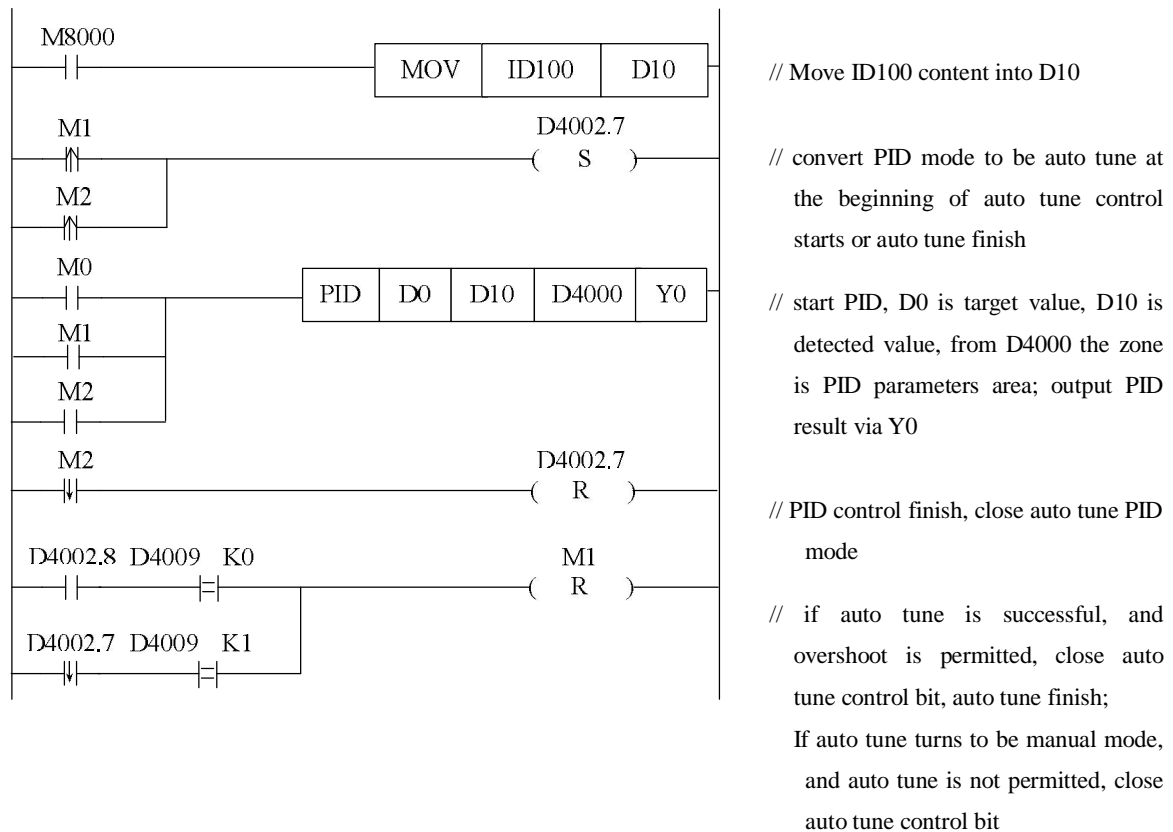 M8000
MOV ID100 D10
// Move ID100 content into D10
M1 D4002.7
( S )
M2
// convert PID mode to be auto tune at
the beginning of auto tune control
starts or auto tune finish
M0
PID D0 D10 D4000 Y0
M1
M2
// start PID, D0 is target value, D10 is
detected value, from D4000 the zone
is PID parameters area; output PID
result via Y0
M2 D4002.7
( R )
// PID control finish, close auto tune PID
mode
D4002.8 D4009 K0 M1
= ( R )
D4002.7 D4009 K1
=
// if auto tune is successful, and
overshoot is permitted, close auto
tune control bit, auto tune finish;
If auto tune turns to be manual mode,
and auto tune is not permitted, close
auto tune control bit